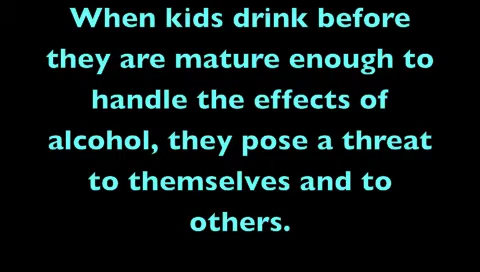 When kids drink before
they are mature enough to
handle the effects of
alcohol, they pose a threat
to themselves and to
others.